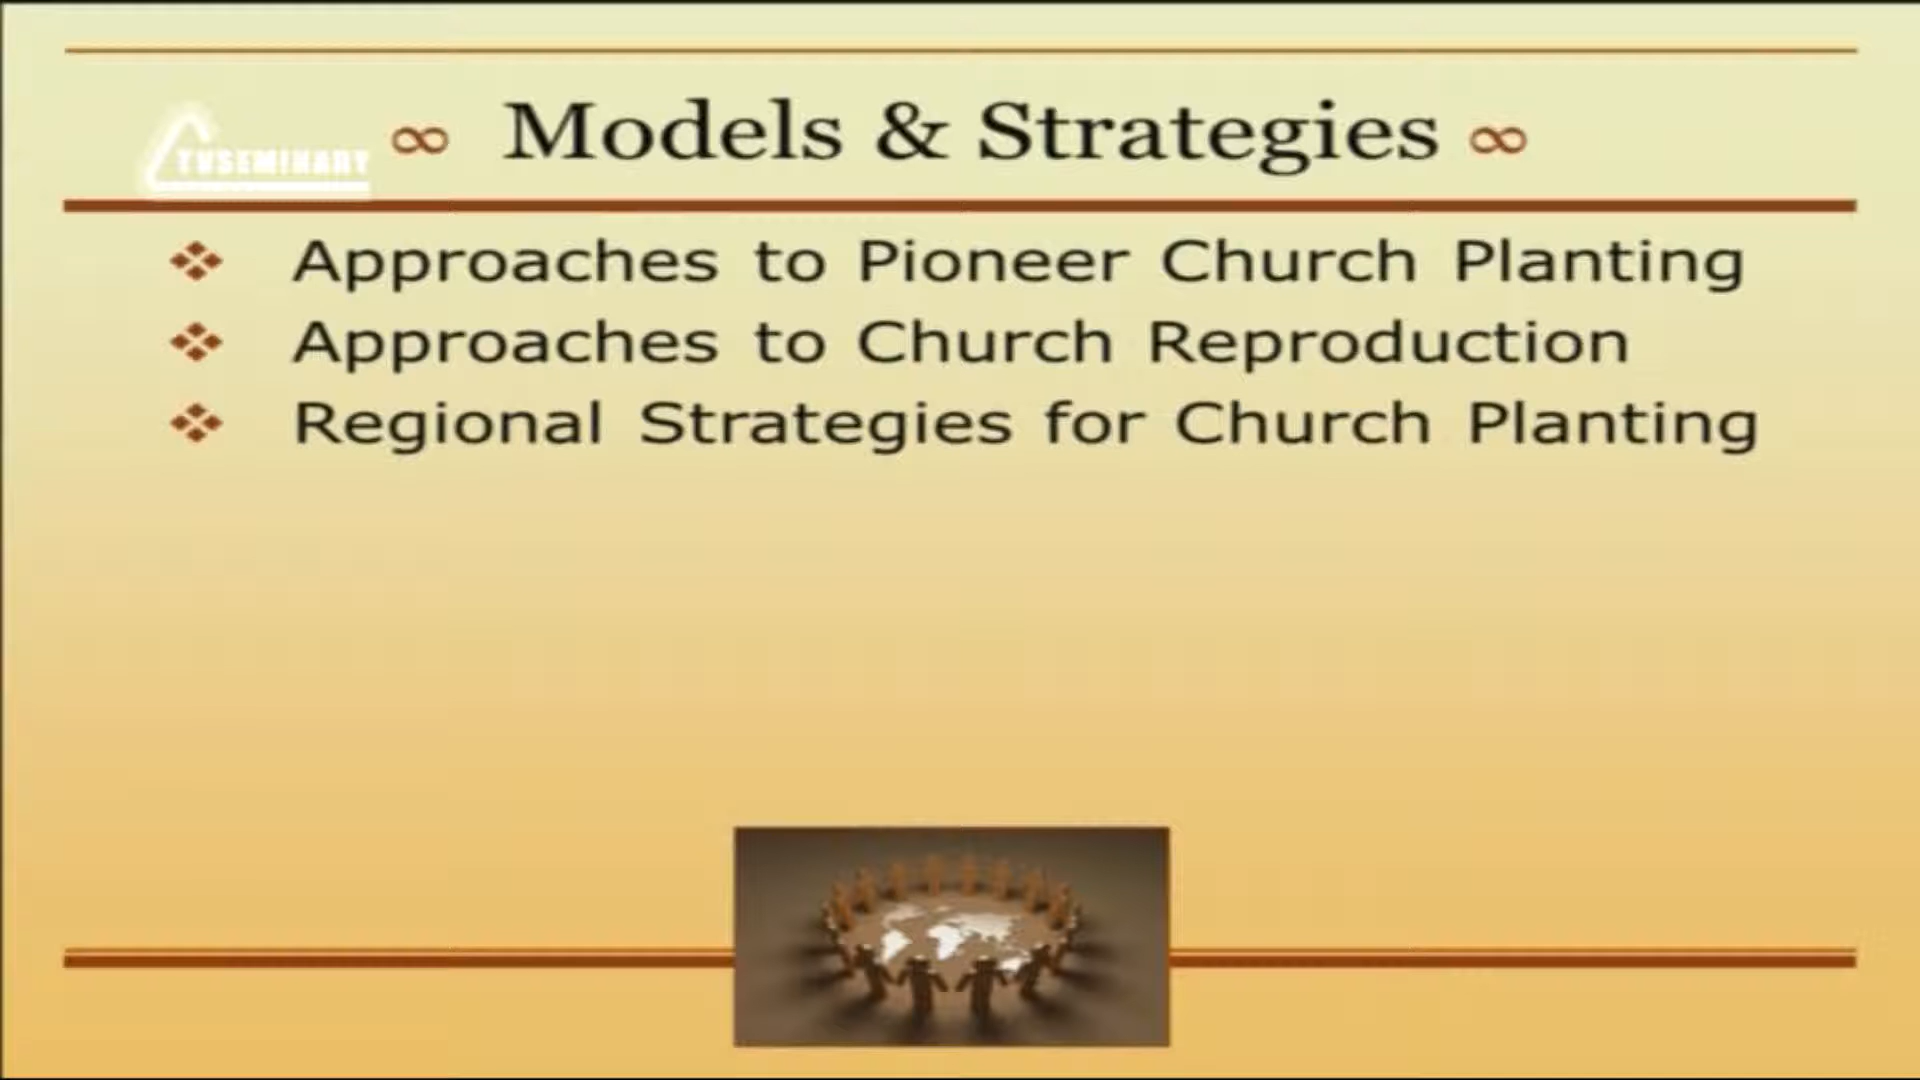 TVSEMINARY
∞ Models & Strategies ∞
❖ Approaches to Pioneer Church Planting
❖ Approaches to Church Reproduction
❖ Regional Strategies for Church Planting